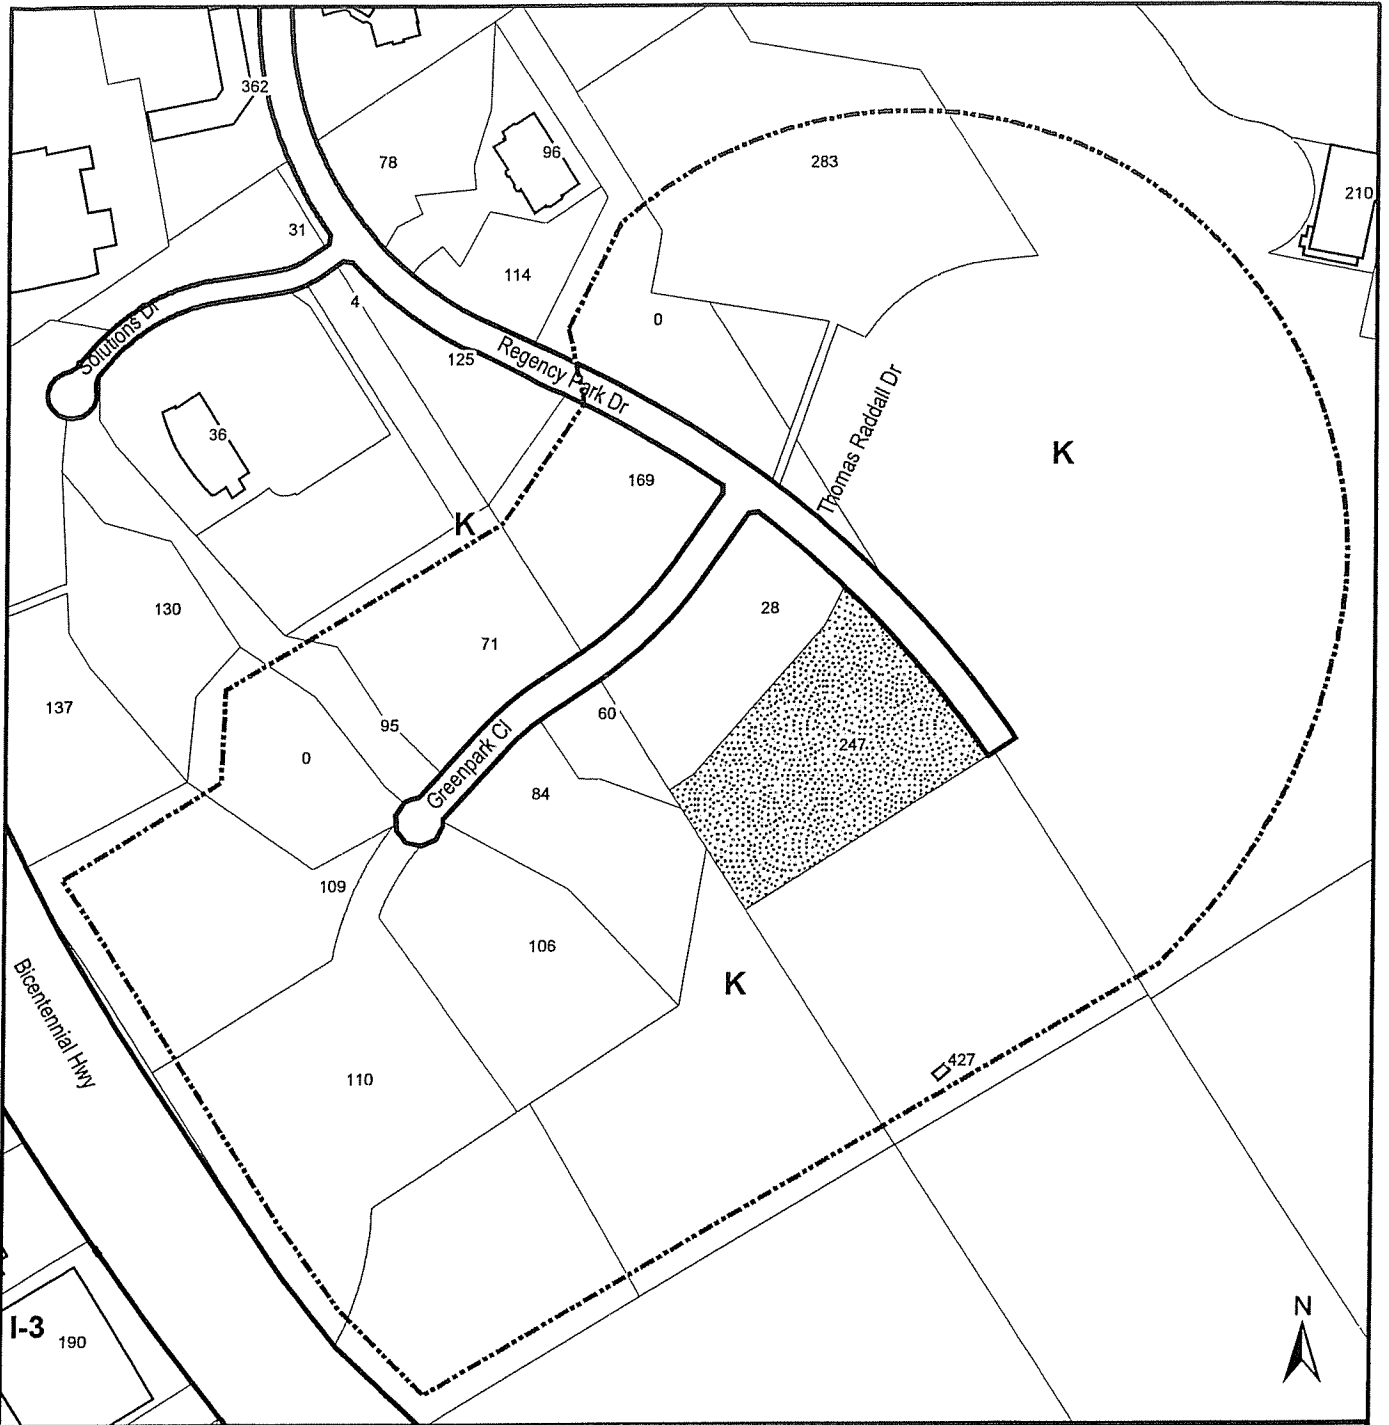 362
78
96
283
210
31
114
4
0
Solutions Dr
125
Regency Park Dr
Thomas Raddall Dr
36
K
169
K
130
28
71
137
95
60
0
247
Greenpark Cl
84
109
106
Bicentennial Hwy
K
427
110
N
I-3
190